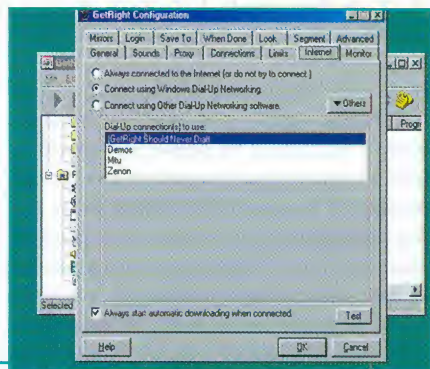 GetRight Configuration
Mirrors Login Save To When Done Look Segment Advanced
General Sounds Proxy Connections Limits Internet Monitor
Always connected to the Internet (or do not try to connect.)
Connect using Windows Dial-Up Networking.
Connect using Other Dial-Up Networking software.
Others
Dial-Up connection(s) to use:
(GetRight Should Never Dial)
Demos
Mtu
Zenon
Progr
Selected
Always start automatic downloading when connected.
Test
Help OK Cancel